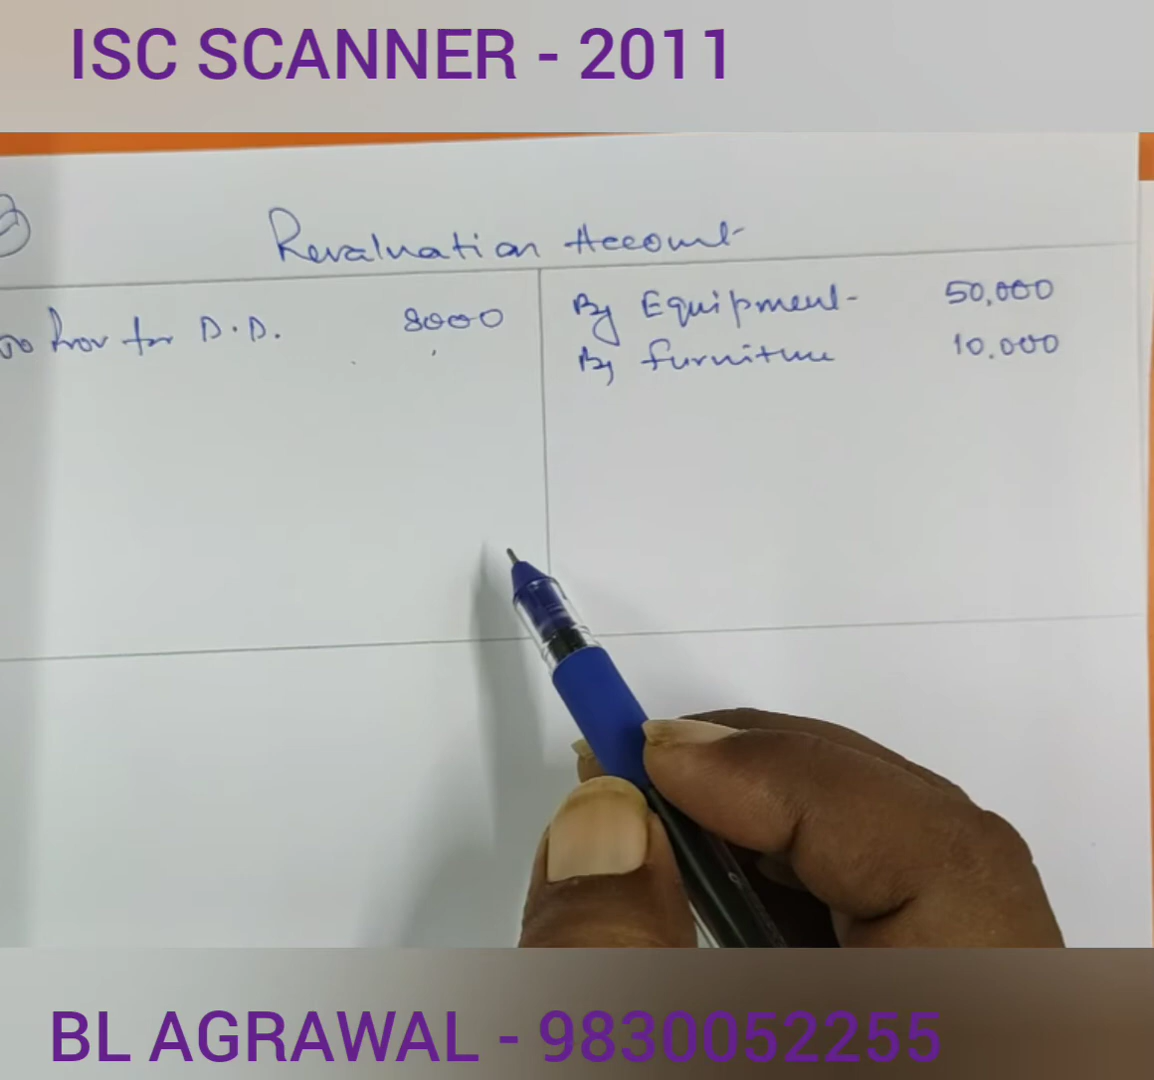 ISC SCANNER - 2011
Revaluation Account
To Prov for D.D. 8000
By Equipment - 50,000
By furniture 10,000
BL AGRAWAL - 9830052255